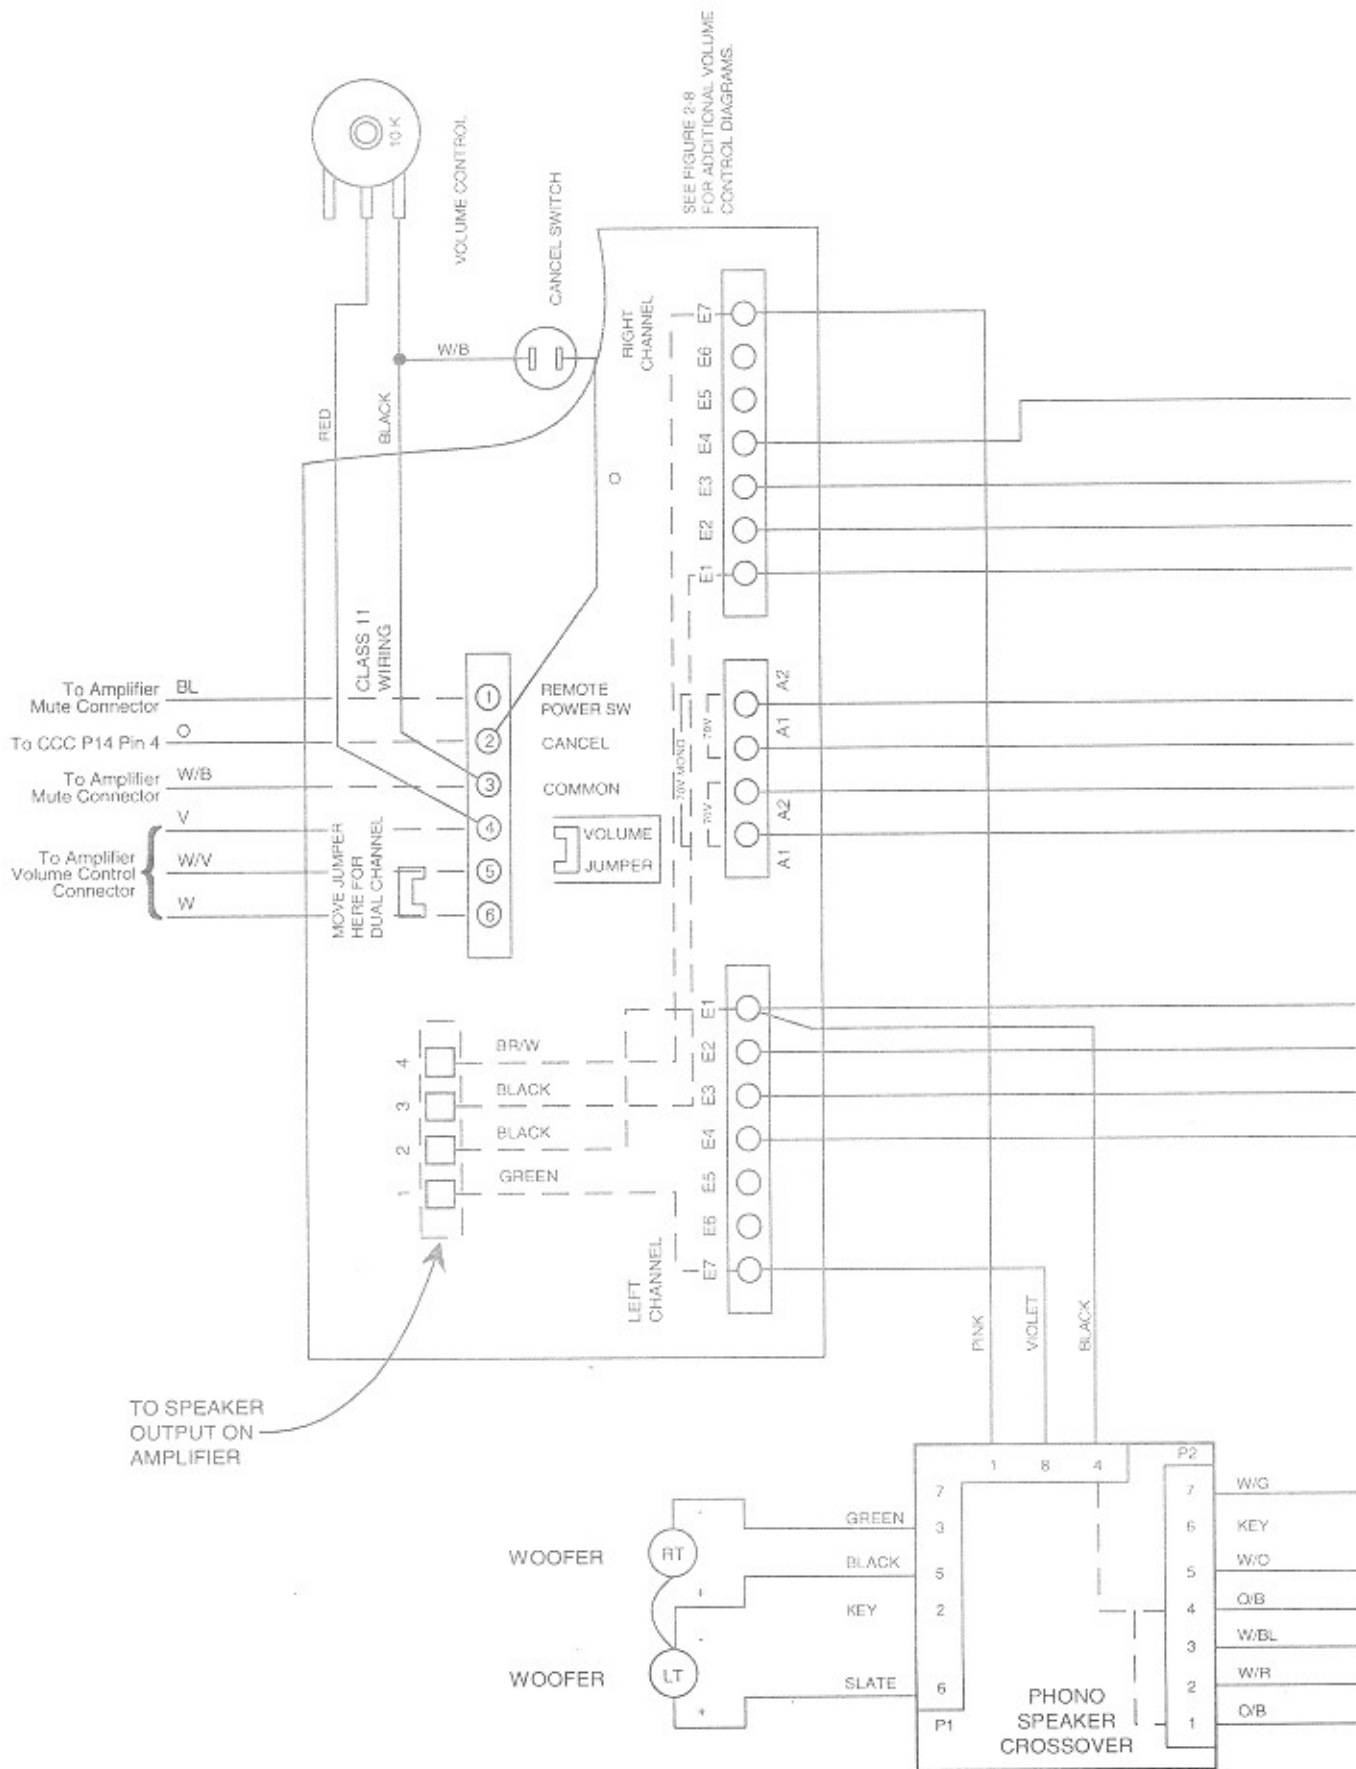 SEE FIGURE 2-8
FOR ADDITIONAL VOLUME
CONTROL DIAGRAMS.
10 K
VOLUME CONTROL
CANCEL SWITCH
W/B
RED
BLACK
O
RIGHT
CHANNEL
E7
E6
E5
E4
E3
E2
E1
CLASS 11
WIRING
To Amplifier
Mute Connector
BL
To CCC P14 Pin 4
O
To Amplifier
Mute Connector
W/B
V
To Amplifier
Volume Control
Connector
W/V
W
MOVE JUMPER
HERE FOR
DUAL CHANNEL
1
REMOTE
POWER SW
2
CANCEL
3
COMMON
4
VOLUME
JUMPER
5
6
70V MONO
70V
70V
A2
A1
A2
A1
4
BR/W
3
BLACK
2
BLACK
1
GREEN
E1
E2
E3
E4
E5
E6
E7
LEFT
CHANNEL
PINK
VIOLET
BLACK
TO SPEAKER
OUTPUT ON
AMPLIFIER
1
8
4
P2
7
3
5
2
6
P1
GREEN
BLACK
KEY
SLATE
WOOFER
RT
-
+
WOOFER
LT
-
+
PHONO
SPEAKER
CROSSOVER
7
W/G
6
KEY
5
W/O
4
O/B
3
W/BL
2
W/R
1
O/B